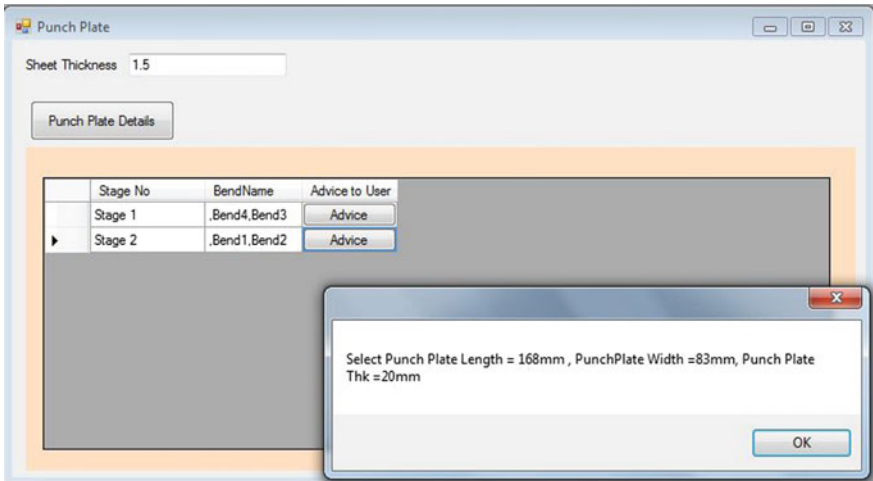 Punch Plate
Sheet Thickness 1.5
Punch Plate Details
Stage No BendName Advice to User
Stage 1 ,Bend4,Bend3 Advice
Stage 2 ,Bend1,Bend2 Advice
Select Punch Plate Length = 168mm , PunchPlate Width =83mm, Punch Plate
Thk =20mm
OK